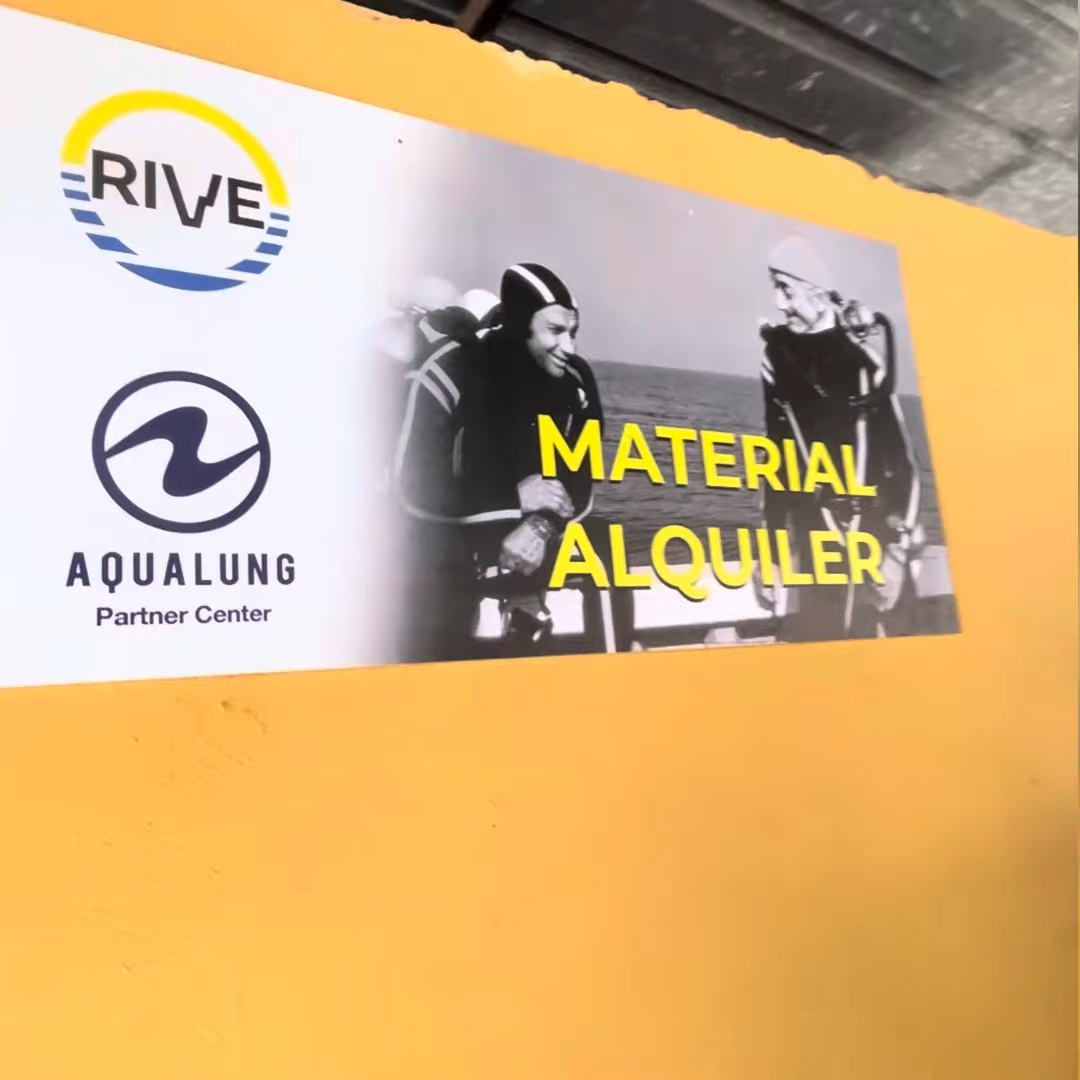 RIVE
AQUALUNG
Partner Center
MATERIAL
ALQUILER